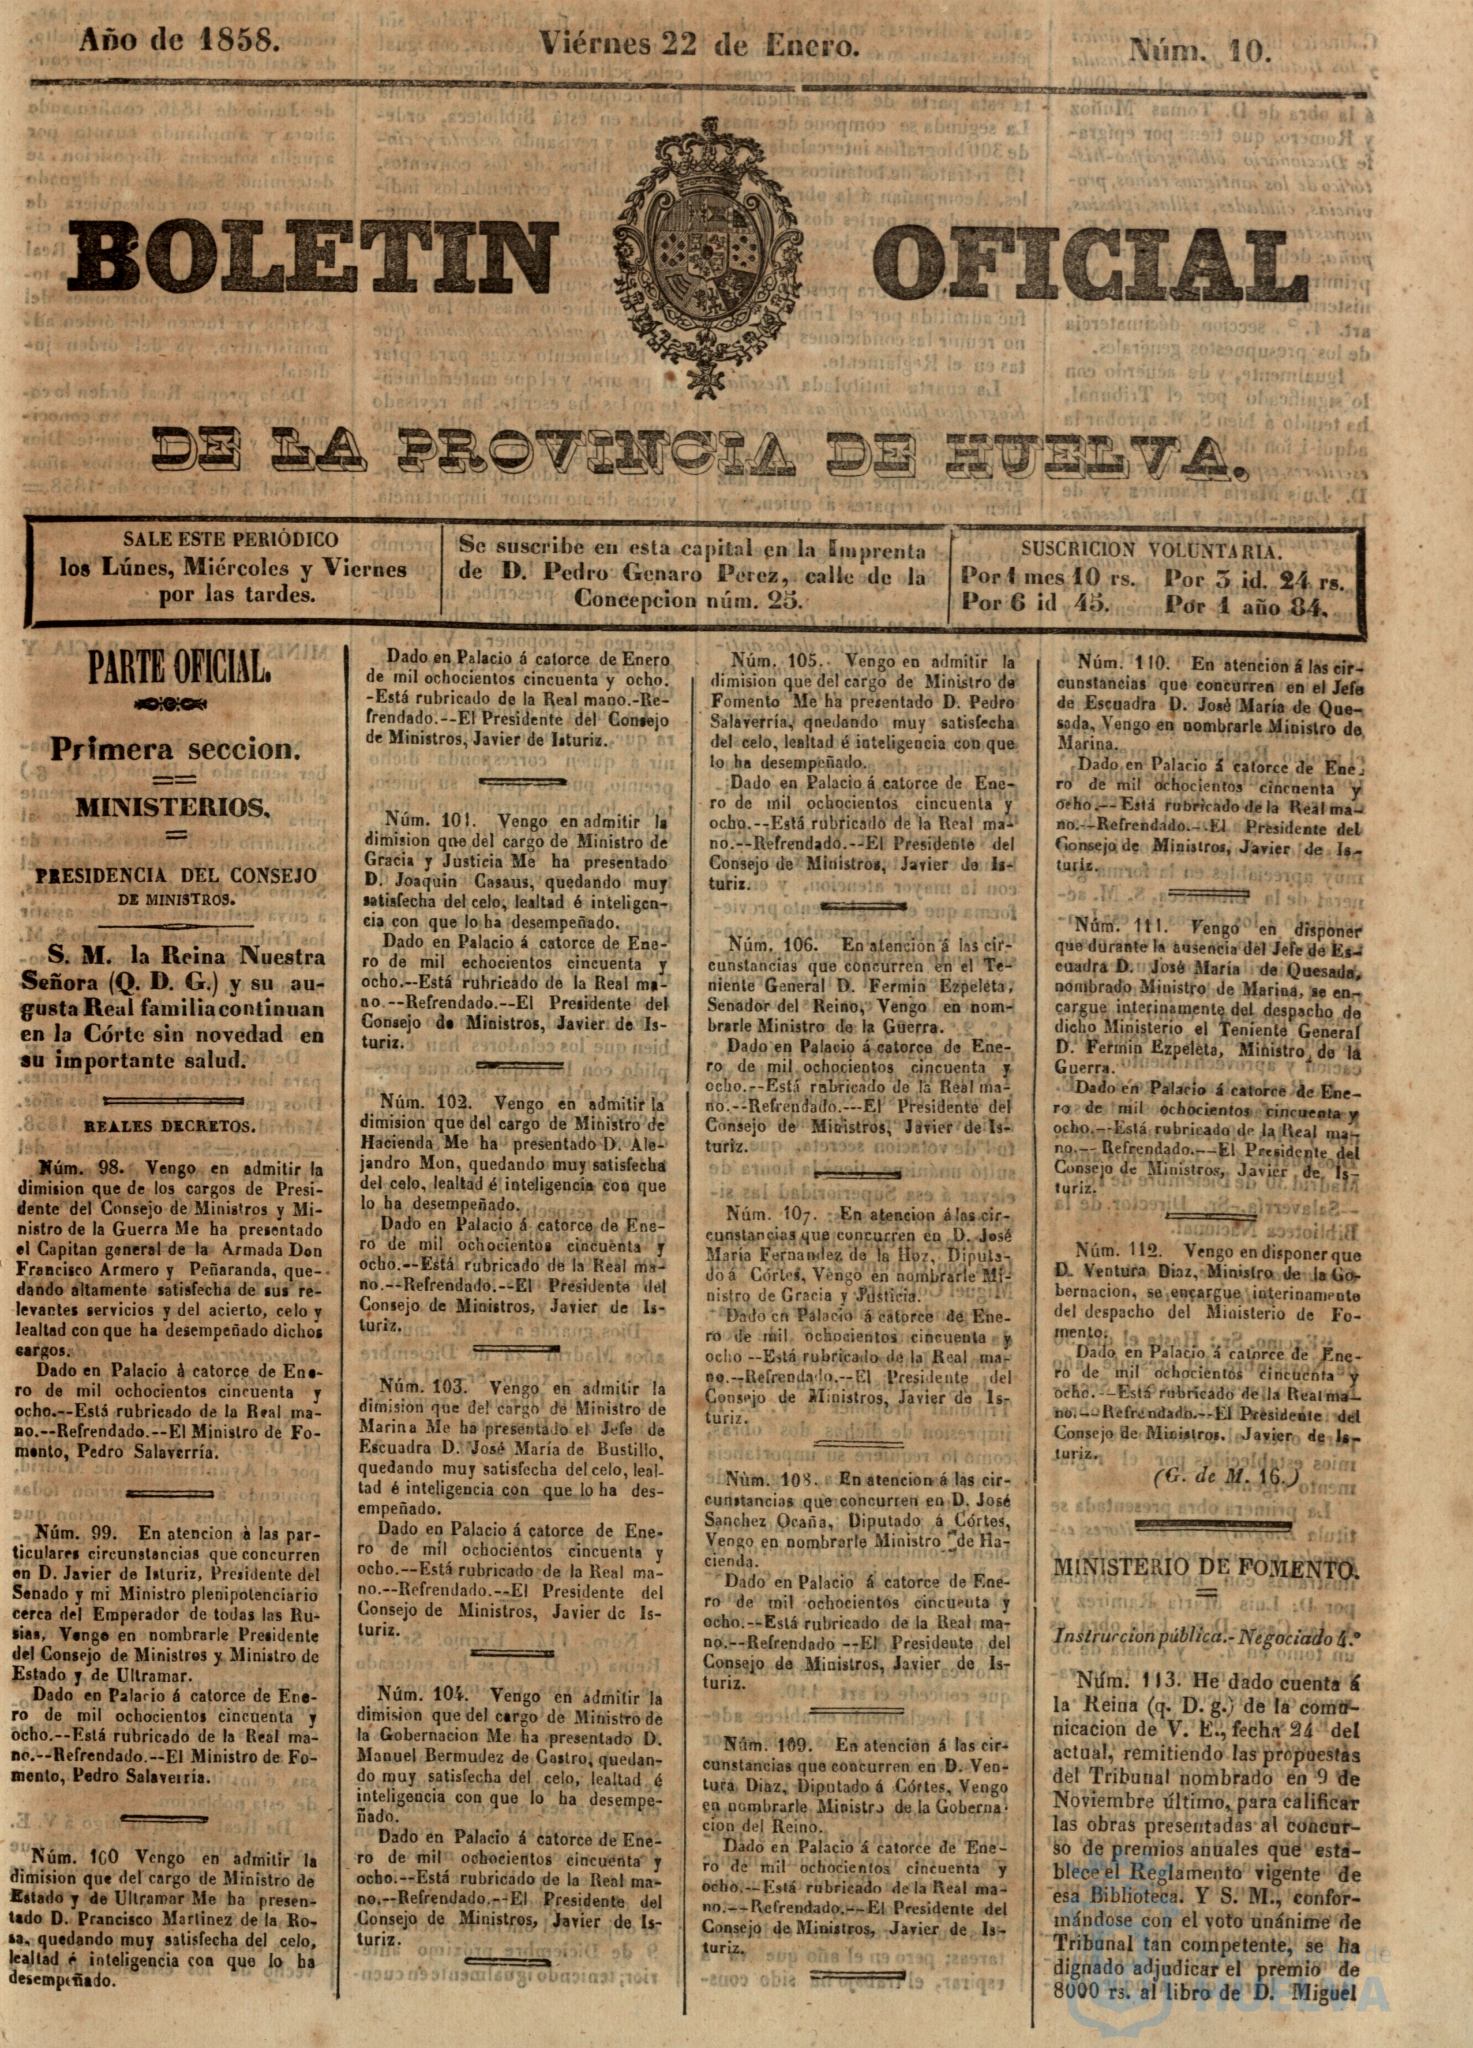 Año de 1858.
Viérnes 22 de Enero.
Núm. 10.
BOLETIN OFICIAL
DE LA PROVINCIA DE HUELVA.
SALE ESTE PERIÓDICO
los Lúnes, Miércoles y Viernes
por las tardes.
Se suscribe en esta capital en la Imprenta
de D. Pedro Genaro Perez, calle de la
Concepcion núm. 25.
SUSCRICION VOLUNTARIA.
Por 1 mes 10 rs. Por 3 id. 24 rs.
Por 6 id 45. Por 1 año 84.
PARTE OFICIAL.
Primera seccion.
MINISTERIOS.
PRESIDENCIA DEL CONSEJO
DE MINISTROS.
S. M. la Reina Nuestra
Señora (Q. D. G.) y su au-
gusta Real familia continuan
en la Córte sin novedad en
su importante salud.
REALES DECRETOS.
Núm. 98. Vengo en admitir la
dimision que de los cargos de Presi-
dente del Consejo de Ministros y Mi-
nistro de la Guerra Me ha presentado
el Capitan general de la Armada Don
Francisco Armero y Peñaranda, que-
dando altamente satisfecha de sus re-
levantes servicios y del acierto, celo y
lealtad con que ha desempeñado dichos
cargos.
Dado en Palacio á catorce de Ene-
ro de mil ochocientos cincuenta y
ocho.--Está rubricado de la Real ma-
no.--Refrendado.--El Ministro de Fo-
mento, Pedro Salaverría.
Núm. 99. En atencion à las par-
ticulares circunstancias que concurren
en D. Javier de Isturiz, Presidente del
Senado y mi Ministro plenipotenciario
cerca del Emperador de todas las Ru-
sias, Vengo en nombrarle Presidente
del Consejo de Ministros y Ministro de
Estado y de Ultramar.
Dado en Palacio á catorce de Ene-
ro de mil ochocientos cincuenta y
ocho.--Está rubricado de la Real ma-
no.--Refrendado.--El Ministro de Fo-
mento, Pedro Salaverria.
Núm. 100 Vengo en admitir la
dimision que del cargo de Ministro de
Estado y de Ultramar Me ha presen-
tado D. Francisco Martinez de la Ro-
sa, quedando muy satisfecha del celo,
lealtad é inteligencia con que lo ha
desempeñado.
Dado en Palacio á catorce de Enero
de mil ochocientos cincuenta y ocho.
-Está rubricado de la Real mano.-Re-
frendado.--El Presidente del Consejo
de Ministros, Javier de Isturiz.
Núm. 101. Vengo en admitir la
dimision que del cargo de Ministro de
Gracia y Justicia Me ha presentado
D. Joaquin Casaus, quedando muy
satisfecha del celo, lealtad é inteligen-
cia con que lo ha desempeñado.
Dado en Palacio á catorce de Ene-
ro de mil echocientos cincuenta y
ocho.--Está rubricado de la Real ma-
no.--Refrendado.--El Presidente del
Consejo de Ministros, Javier de Is-
turiz.
Núm. 102. Vengo en admitir la
dimision que del cargo de Ministro de
Hacienda Me ha presentado D. Ale-
jandro Mon, quedando muy satisfecha
del celo, lealtad é inteligencia con que
lo ha desempeñado.
Dado en Palacio á catorce de Ene-
ro de mil ochocientos cincuenta y
ocho.--Está rubricado de la Real ma-
no.--Refrendado.--El Presidente del
Consejo de Ministros, Javier de Is-
turiz.
Núm. 103. Vengo en admitir la
dimision que del cargo de Ministro de
Marina Me ha presentado el Jefe de
Escuadra D. José María de Bustillo,
quedando muy satisfecha del celo, leal-
tad é inteligencia con que lo ha des-
empeñado.
Dado en Palacio á catorce de Ene-
ro de mil ochocientos cincuenta y
ocho.--Está rubricado de la Real ma-
no.--Refrendado.--El Presidente del
Consejo de Ministros, Javier de Is-
turiz.
Núm. 104. Vengo en admitir la
dimision que del cargo de Ministro de
la Gobernacion Me ha presentado D.
Manuel Bermudez de Castro, quedan-
do muy satisfecha del celo, lealtad é
inteligencia con que lo ha desempe-
ñado.
Dado en Palacio á catorce de Ene-
ro de mil ochocientos cincuenta y
ocho.--Está rubricado de la Real ma-
no.--Refrendado.--El Presidente del
Consejo de Ministros, Javier de Is-
turiz.
Núm. 105. Vengo en admitir la
dimision que del cargo de Ministro de
Fomento Me ha presentado D. Pedro
Salaverría, quedando muy satisfecha
del celo, lealtad é inteligencia con que
lo ha desempeñado.
Dado en Palacio á catorce de Ene-
ro de mil ochocientos cincuenta y
ocho.--Está rubricado de la Real ma-
no.--Refrendado.--El Presidente del
Consejo de Ministros, Javier de Is-
turiz.
Núm. 106. En atencion á las cir-
cunstancias que concurren en el Te-
niente General D. Fermin Ezpeleta,
Senador del Reino, Vengo en nom-
brarle Ministro de la Guerra.
Dado en Palacio á catorce de Ene-
ro de mil ochocientos cincuenta y
ocho.--Está rubricado de la Real ma-
no.--Refrendado.---El Presidente del
Consejo de Ministros, Javier de Is-
turiz.
Núm. 107. En atencion á las cir-
cunstancias que concurren en D. José
María Fernandez de la Hoz, Diputa-
do á Córtes, Vengo en nombrarle Mi-
nistro de Gracia y Justicia.
Dado en Palacio á catorce de Ene-
ro de mil ochocientos cincuenta y
ocho --Está rubricado de la Real ma-
no.--Refrendado.--El Presidente del
Consejo de Ministros, Javier de Is-
turiz.
Núm. 108. En atencion á las cir-
cunstancias que concurren en D. José
Sanchez Ocaña, Diputado á Córtes,
Vengo en nombrarle Ministro de Ha-
cienda.
Dado en Palacio á catorce de Ene-
ro de mil ochocientos cincuenta y
ocho.--Está rubricado de la Real ma-
no.--Refrendado --El Presidente del
Consejo de Ministros, Javier de Is-
turiz.
Núm. 109. En atencion á las cir-
cunstancias que concurren en D. Ven-
tura Diaz, Diputado á Córtes, Vengo
en nombrarle Ministro de la Goberna-
cion del Reino.
Dado en Palacio á catorce de Ene-
ro de mil ochocientos cincuenta y
ocho.--Está rubricado de la Real ma-
no.--Refrendado.--El Presidente del
Consejo de Ministros, Javier de Is-
turiz.
Núm. 110. En atencion á las cir-
cunstancias que concurren en el Jefe
de Escuadra D. José María de Que-
sada, Vengo en nombrarle Ministro de
Marina.
Dado en Palacio á catorce de Ene-
ro de mil ochocientos cincuenta y
ocho.--Está rubricado de la Real ma-
no.--Refrendado.--El Presidente del
Consejo de Ministros, Javier de Is-
turiz.
Núm. 111. Vengo en disponer
que durante la ausencia del Jefe de Es-
cuadra D. José María de Quesada,
nombrado Ministro de Marina, se en-
cargue interinamente del despacho de
dicho Ministerio el Teniente General
D. Fermin Ezpeleta, Ministro de la
Guerra.
Dado en Palacio á catorce de Ene-
ro de mil ochocientos cincuenta y
ocho.--Está rubricado de la Real ma-
no.--Refrendado.--El Presidente del
Consejo de Ministros, Javier de Is-
turiz.
Núm. 112. Vengo en disponer que
D. Ventura Diaz, Ministro de la Go-
bernacion, se encargue interinamente
del despacho del Ministerio de Fo-
mento.
Dado en Palacio á catorce de Ene-
ro de mil ochocientos cincuenta y
ocho.--Está rubricado de la Real ma-
no.--Refrendado.--El Presidente del
Consejo de Ministros. Javier de Is-
turiz.
(G. de M. 16.)
MINISTERIO DE FOMENTO.
Instruccion pública.-Negociado 4.º
Núm. 113. He dado cuenta á
la Reina (q. D. g.) de la comu-
nicacion de V. E., fecha 24 del
actual, remitiendo las propuestas
del Tribunal nombrado en 9 de
Noviembre último, para calificar
las obras presentadas al concur-
so de premios anuales que esta-
blece el Reglamento vigente de
esa Biblioteca. Y S. M., confor-
mándose con el voto unánime de
Tribunal tan competente, se ha
dignado adjudicar el premio de
8000 rs. al libro de D. Miguel
HUELVA